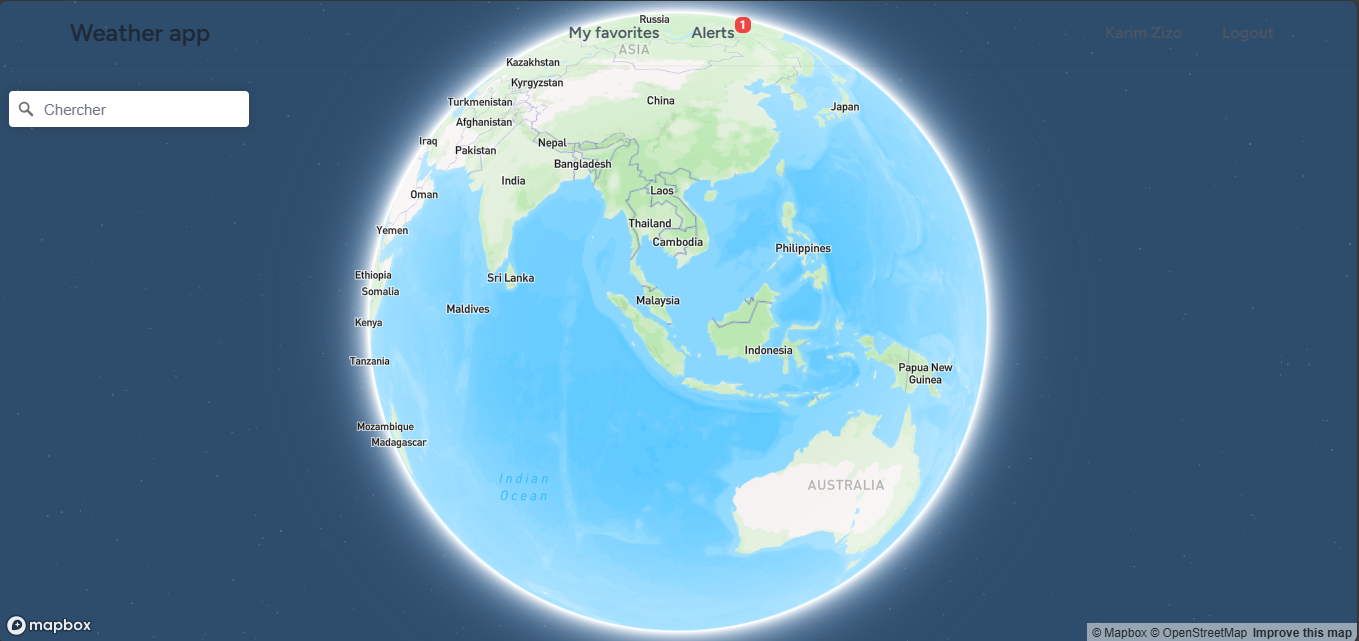 Weather app
My favorites
Alerts
1
Karim Zizo
Logout
Chercher
Russia
ASIA
Kazakhstan
Kyrgyzstan
Turkmenistan
China
Japan
Afghanistan
Iraq
Pakistan
Nepal
Bangladesh
India
Laos
Oman
Thailand
Yemen
Cambodia
Philippines
Ethiopia
Sri Lanka
Somalia
Malaysia
Maldives
Kenya
Indonesia
Tanzania
Papua New
Guinea
Mozambique
Madagascar
Indian
Ocean
AUSTRALIA
mapbox
© Mapbox © OpenStreetMap Improve this map